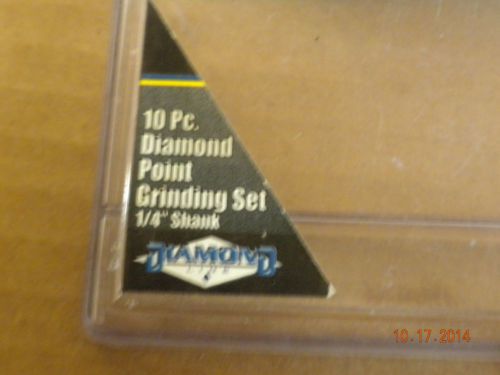 10 Pc.
Diamond
Point
Grinding Set
1/4" Shank
DIAMOND
10.17.2014